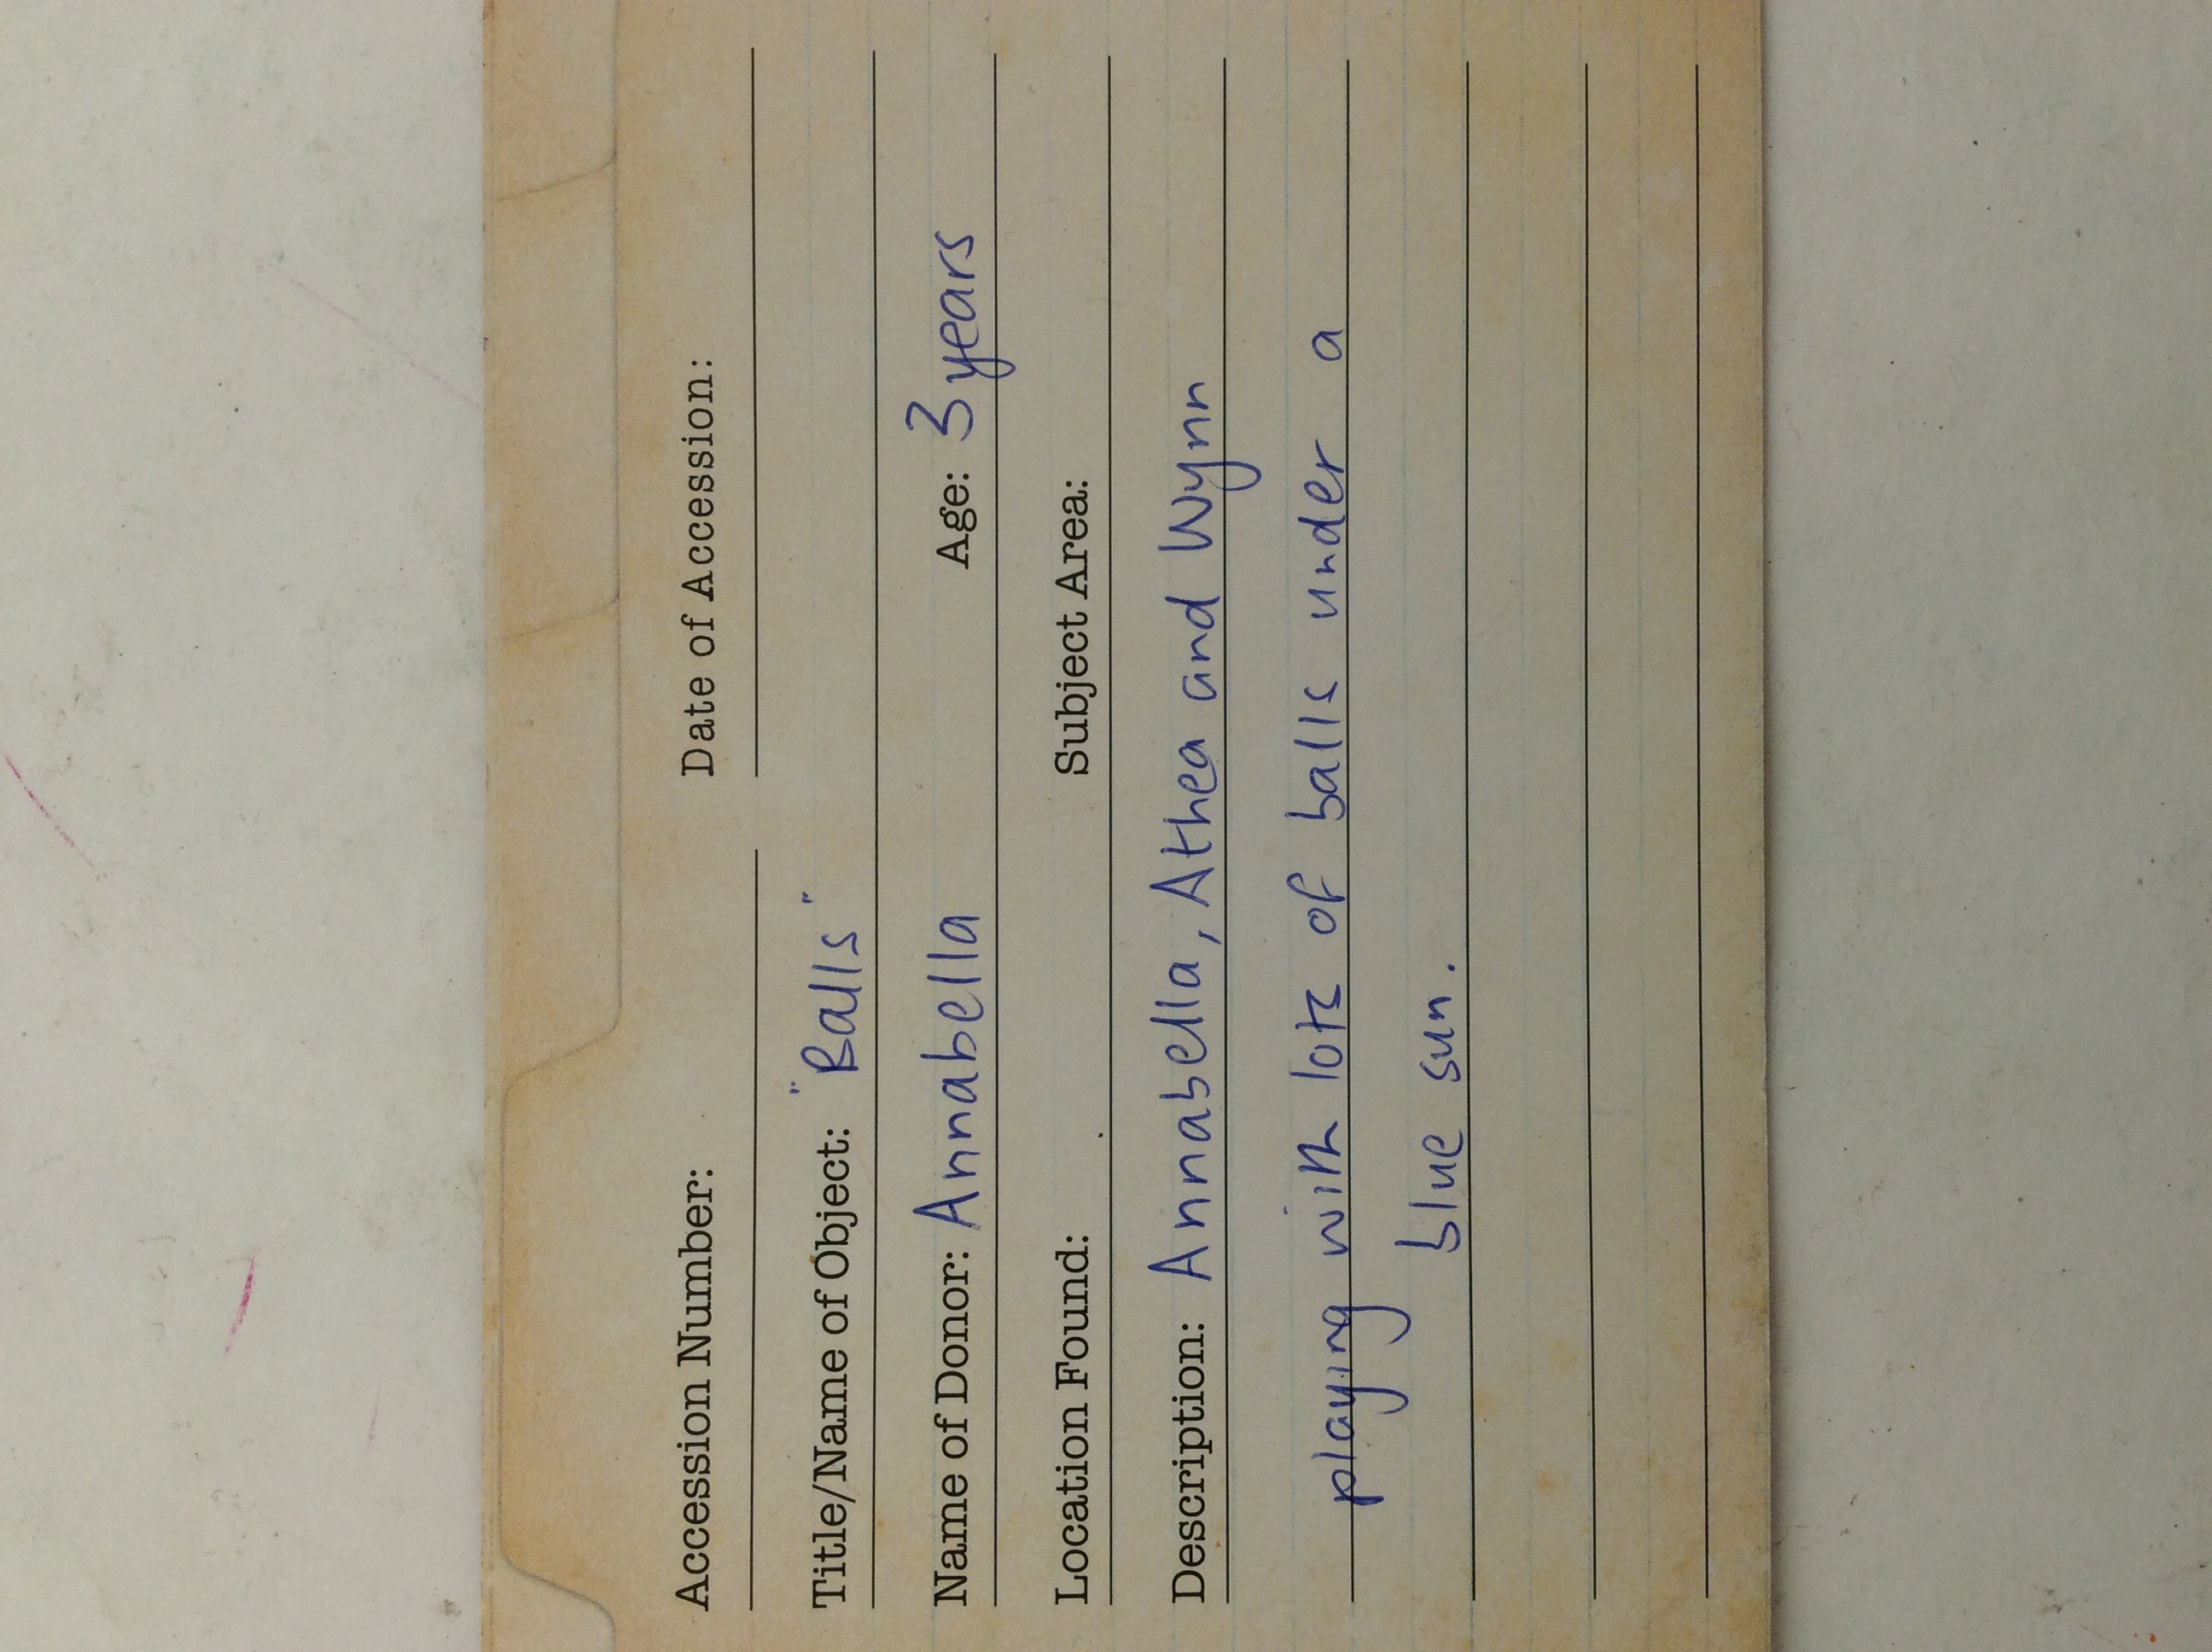 Accession Number: Date of Accession:
Title/Name of Object: "Balls"
Name of Donor: Annabella Age: 3 years
Location Found: Subject Area:
Description: Annabella, Athea and Wynn
playing with lots of balls under a
blue sun.